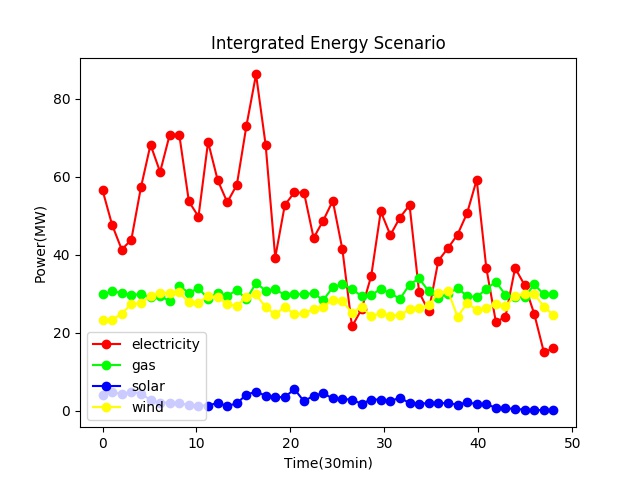 Intergrated Energy Scenario
Power(MW)
80
60
40
20
0
electricity
gas
solar
wind
0 10 20 30 40 50
Time(30min)